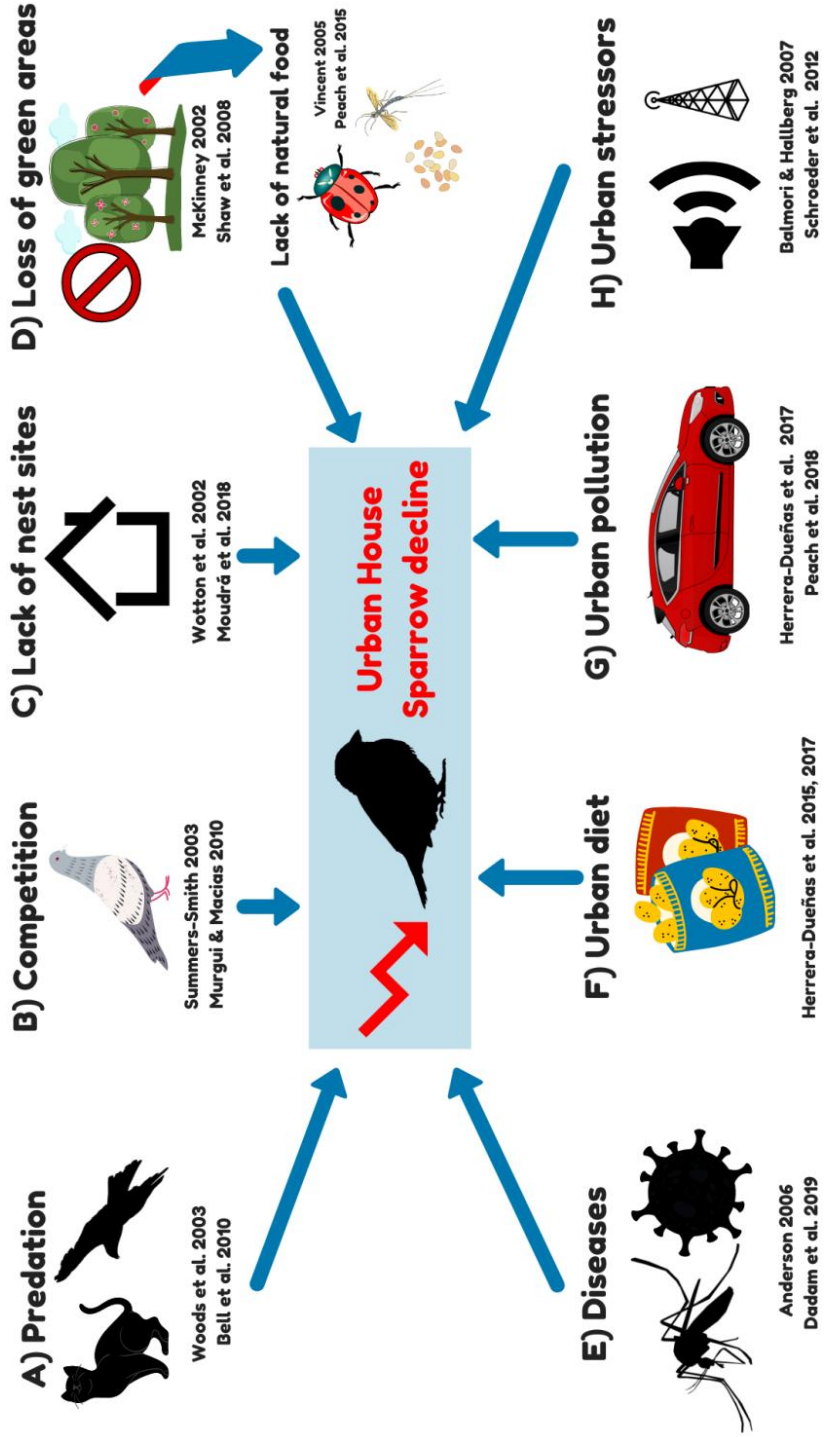 A) Predation
Woods et al. 2003
Bell et al. 2010
B) Competition
Summers-Smith 2003
Murgui & Macias 2010
C) Lack of nest sites
Wotton et al. 2002
Moudrá et al. 2018
D) Loss of green areas
McKinney 2002
Shaw et al. 2008
Lack of natural food
Vincent 2005
Peach et al. 2015
Urban House
Sparrow decline
E) Diseases
Anderson 2006
Dadam et al. 2019
F) Urban diet
Herrera-Dueñas et al. 2015, 2017
G) Urban pollution
Herrera-Dueñas et al. 2017
Peach et al. 2018
H) Urban stressors
Balmori & Hallberg 2007
Schroeder et al. 2012